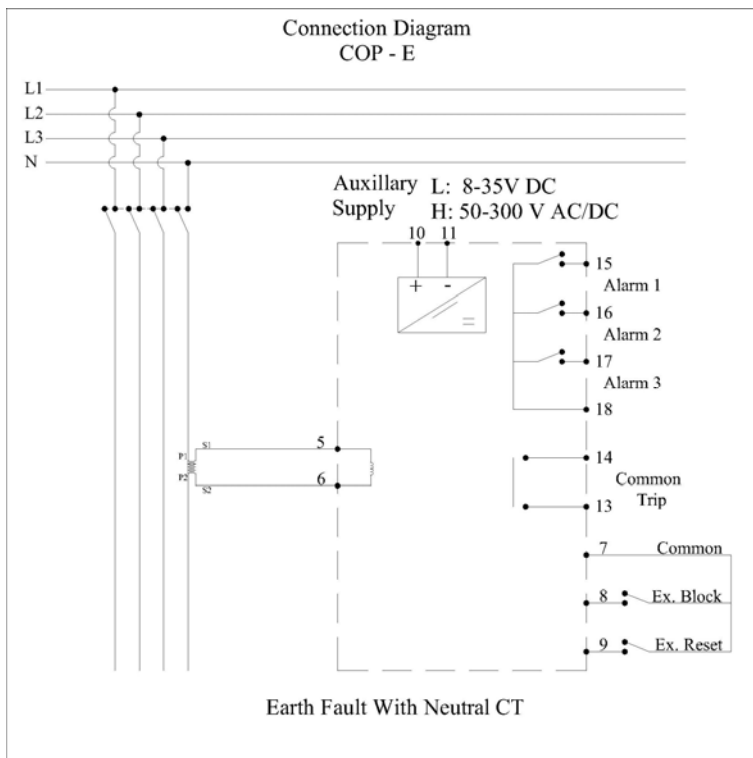 Connection Diagram
COP - E
L1
L2
L3
N
Auxillary L: 8-35V DC
Supply H: 50-300 V AC/DC
10 11
+ -
15
Alarm 1
16
Alarm 2
17
Alarm 3
18
S1
P1
P2
S2
5
6
14
Common
Trip
13
7 Common
8 Ex. Block
9 Ex. Reset
Earth Fault With Neutral CT